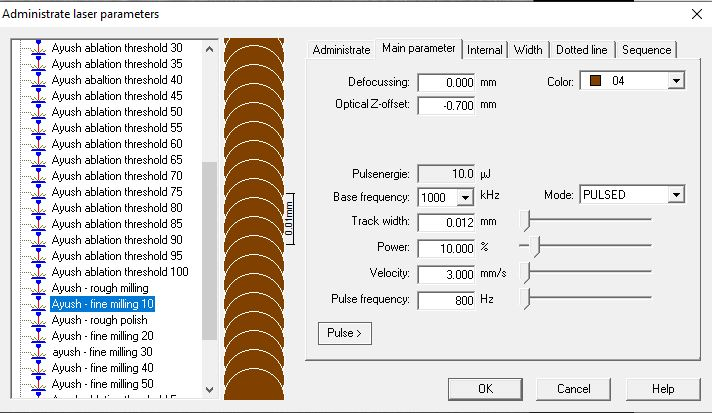 Administrate laser parameters
Ayush ablation threshold 30
Ayush ablation threshold 35
Ayush abaltion threshold 40
Ayush ablation threshold 45
Ayush ablation threshold 50
Ayush ablation threshold 55
Ayush ablation threshold 60
Ayush ablation threshold 65
Ayush ablation threshold 70
Ayush ablation threshold 75
Ayush ablation threshold 80
Ayush ablation threshold 85
Ayush ablation threshold 90
Ayush ablation threshold 95
Ayush ablation threshold 100
Ayush - rough milling
Ayush - fine milling 10
Ayush - rough polish
Ayush - fine milling 20
ayush - fine milling 30
Ayush - fine milling 40
Ayush - fine milling 50
0.01mm
Administrate Main parameter Internal Width Dotted line Sequence
Defocussing: 0.000 mm Color: 04
Optical Z-offset: -0.700 mm
Pulsenergie: 10.0 µJ
Base frequency: 1000 kHz Mode: PULSED
Track width: 0.012 mm
Power: 10.000 %
Velocity: 3.000 mm/s
Pulse frequency: 800 Hz
Pulse >
OK Cancel Help